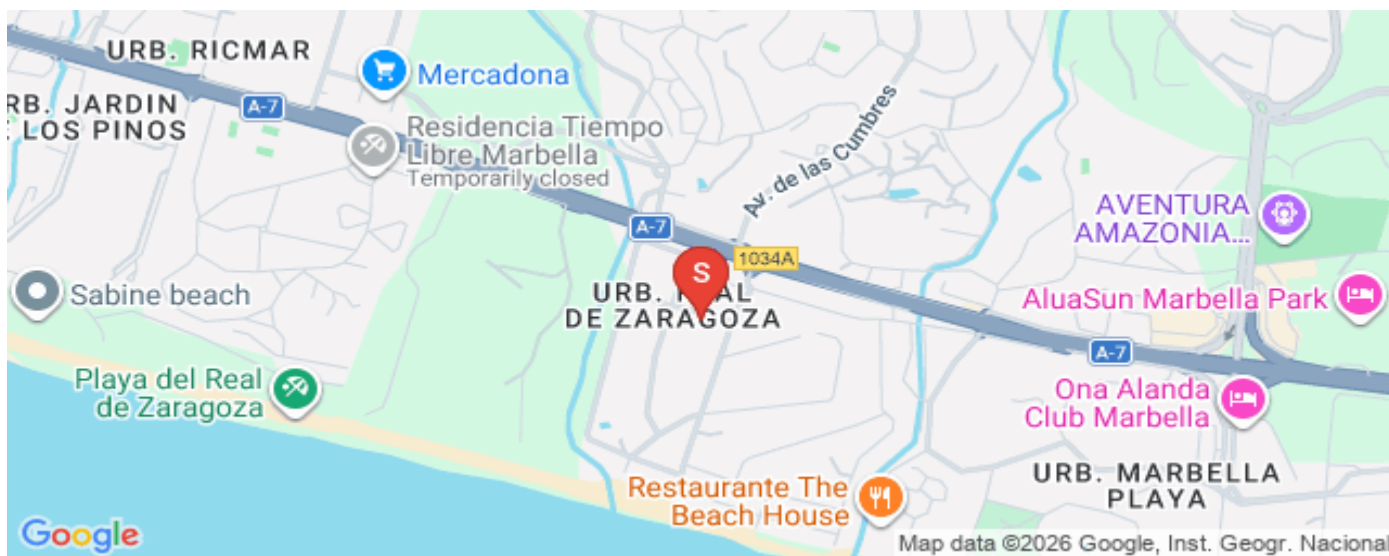 URB. RICMAR
Mercadona
RB. JARDIN
LOS PINOS
A-7
Residencia Tiempo
Libre Marbella
Temporarily closed
Av. de las Cumbres
A-7
AVENTURA
AMAZONIA...
1034A
S
Sabine beach
URB.
DE ZARAGOZA
AluaSun Marbella Park
A-7
Playa del Real
de Zaragoza
Ona Alanda
Club Marbella
URB. MARBELLA
PLAYA
Restaurante The
Beach House
Google
Map data ©2026 Google, Inst. Geogr. Nacional